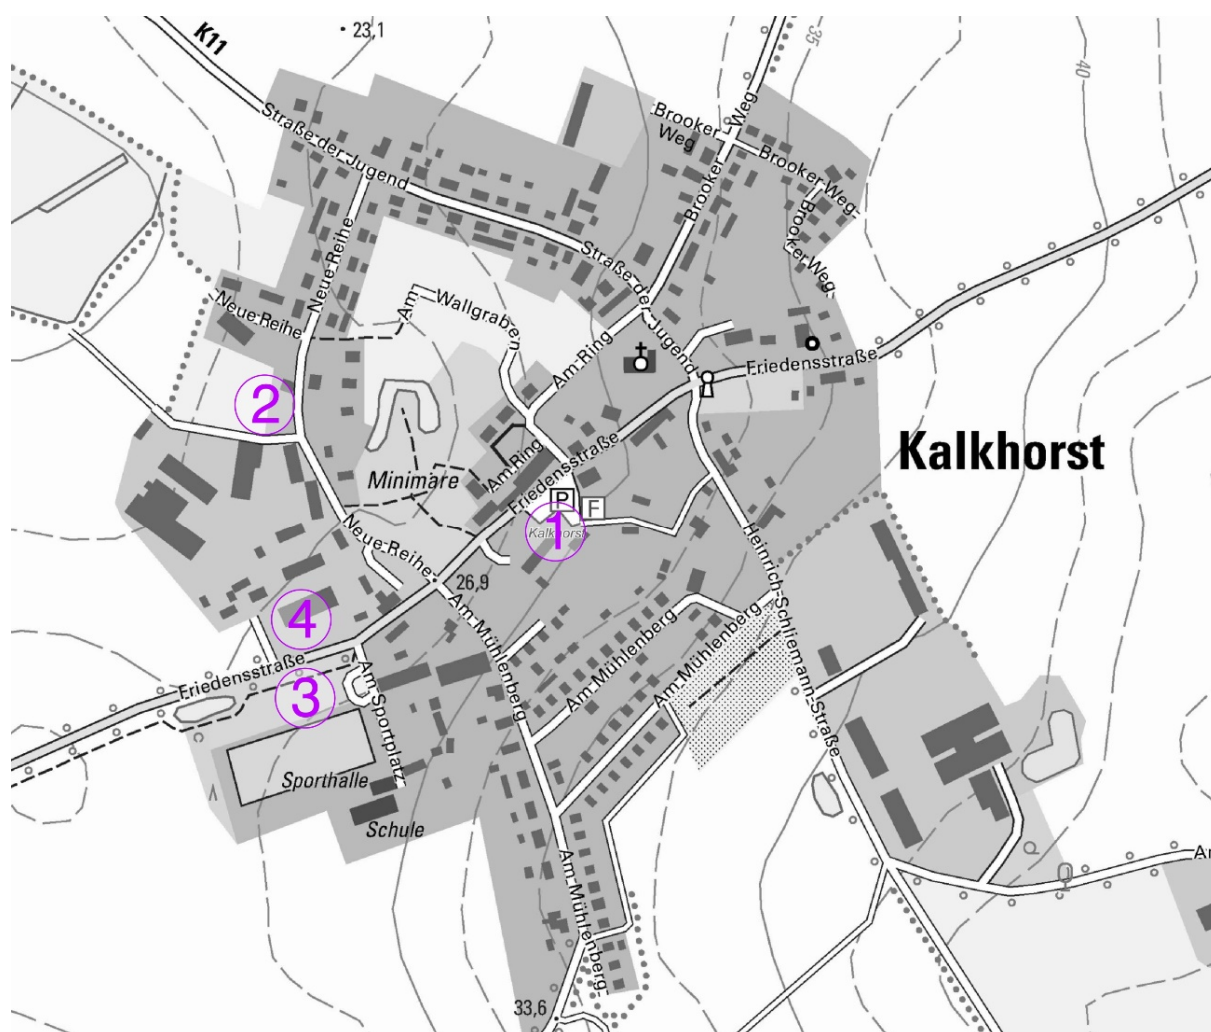 K11
23,1
35
40
Straße der Jugend
Brooker
Weg
Brooker Weg
Brooker Weg
Brooker Weg
Neue Reihe
Straße der Jugend
Neue Reihe
Am Wallgraben
Am Ring
Friedensstraße
2
Kalkhorst
Minimare
Am Ring
Friedensstraße
P
F
Kalkhorst
1
Neue Reihe
26,9
Heinrich-Schliemann-Straße
4
Am Mühlenberg
Friedensstraße
3
Am Sportplatz
Am Mühlenberg
Am Mühlenberg
Sporthalle
Schule
Am Mühlenberg
33,6